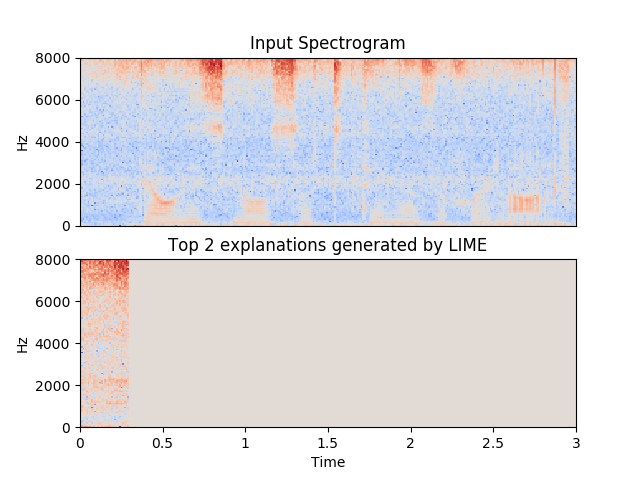 Input Spectrogram
8000
6000
4000
2000
0
Hz
Top 2 explanations generated by LIME
8000
6000
4000
2000
0
Hz
0 0.5 1 1.5 2 2.5 3
Time